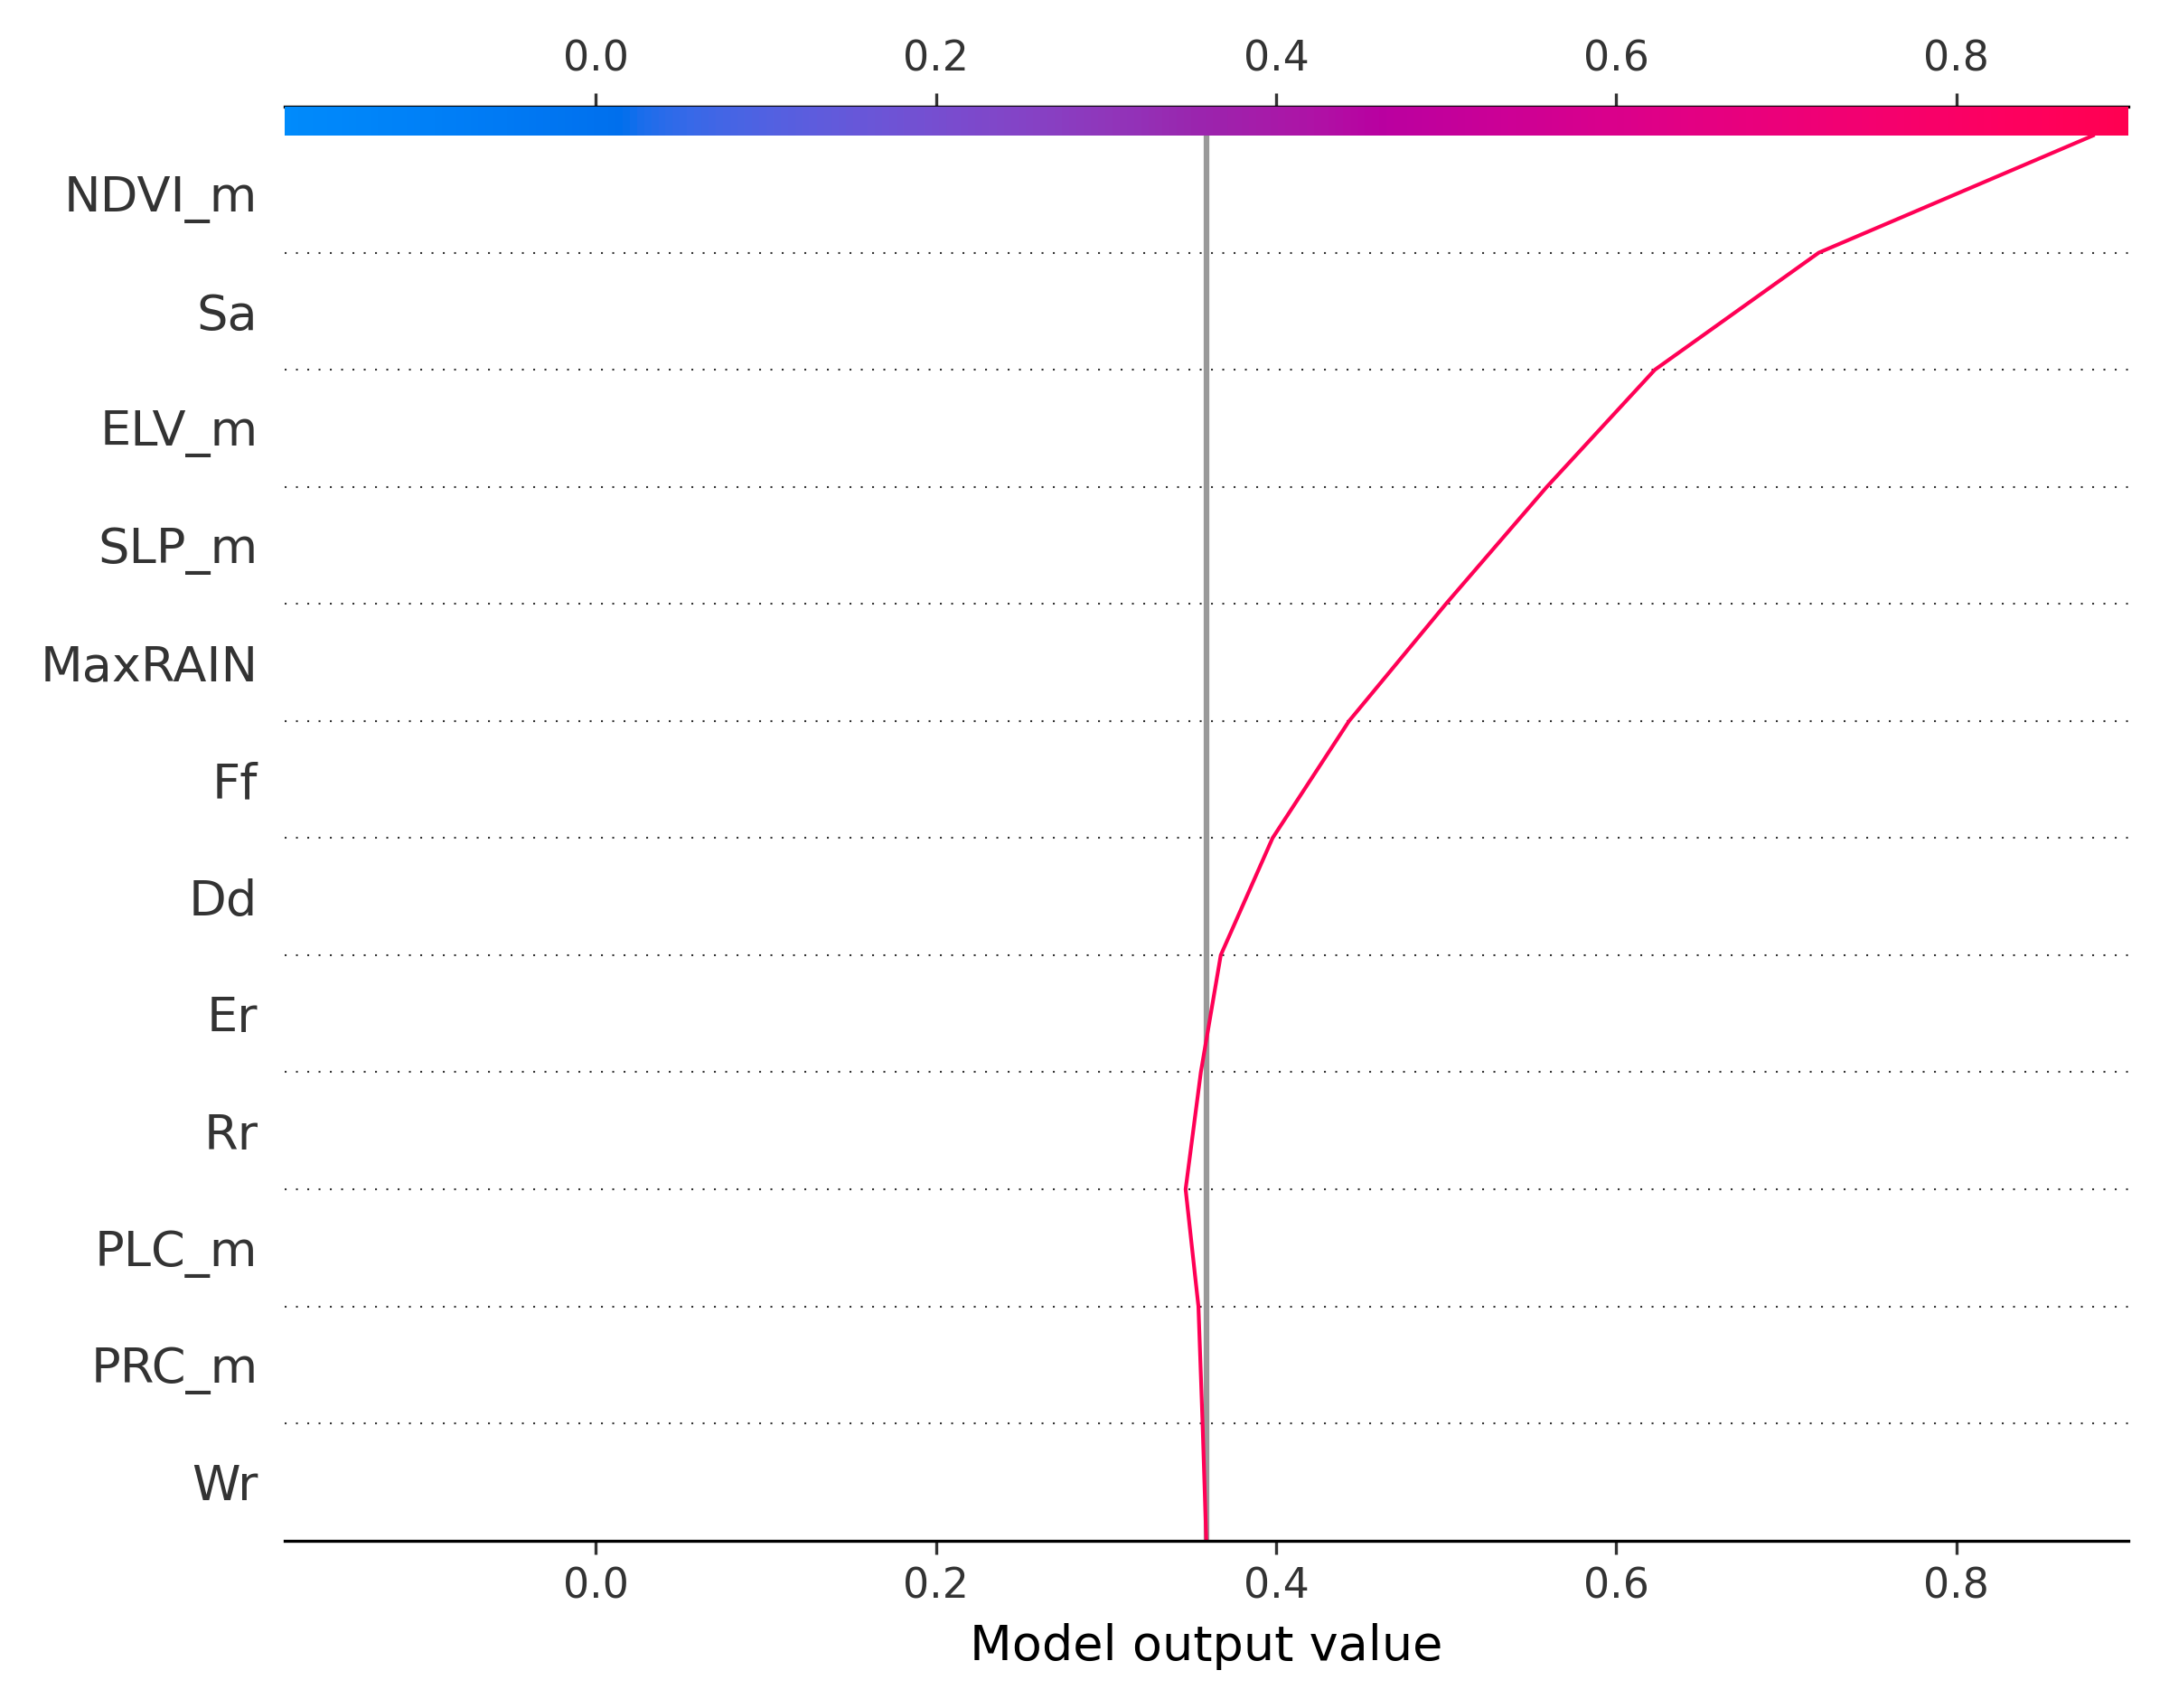 0.0 0.2 0.4 0.6 0.8
NDVI_m
Sa
ELV_m
SLP_m
MaxRAIN
Ff
Dd
Er
Rr
PLC_m
PRC_m
Wr
0.0 0.2 0.4 0.6 0.8
Model output value